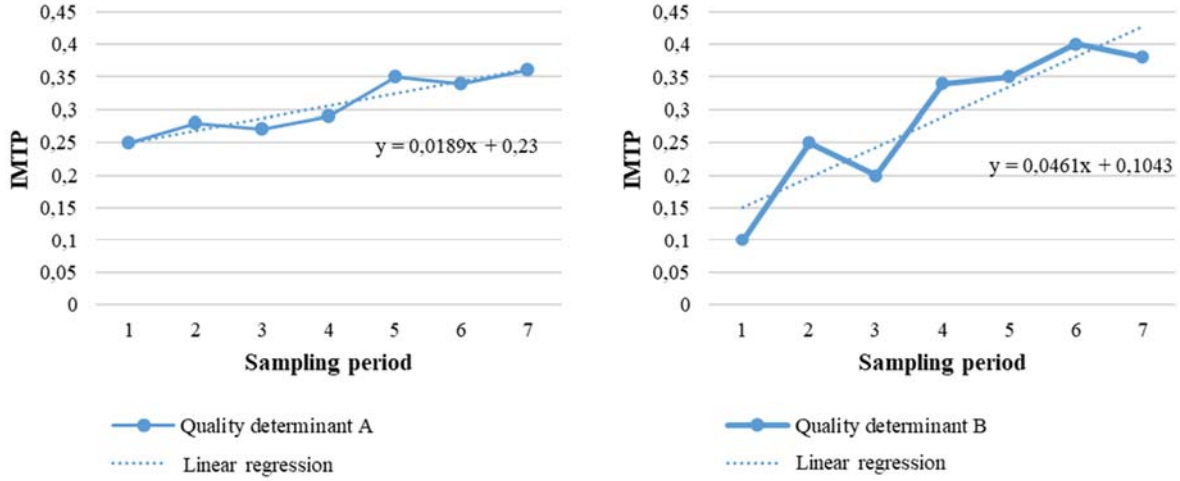 0,45
0,4
0,35
0,3
0,25
0,2
0,15
0,1
0,05
0
IMTP
y = 0,0189x + 0,23
1 2 3 4 5 6 7
Sampling period
Quality determinant A
Linear regression
0,45
0,4
0,35
0,3
0,25
0,2
0,15
0,1
0,05
0
IMTP
y = 0,0461x + 0,1043
1 2 3 4 5 6 7
Sampling period
Quality determinant B
Linear regression